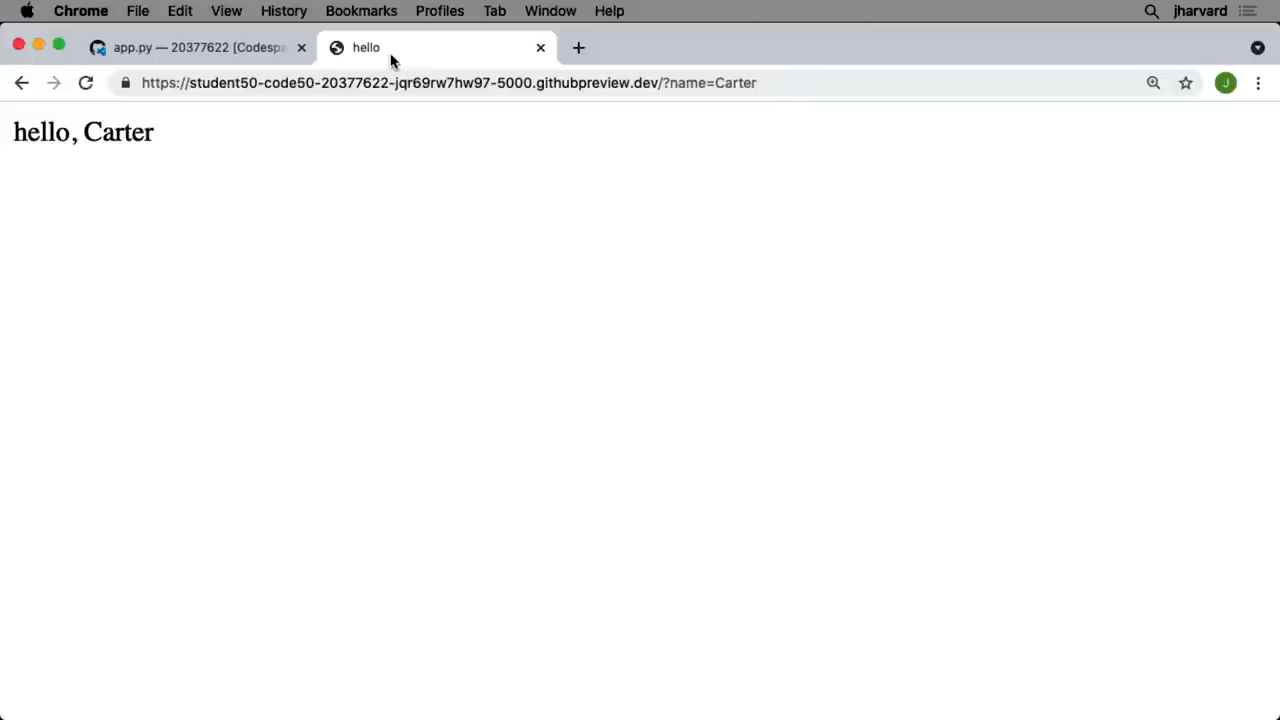 Chrome File Edit View History Bookmarks Profiles Tab Window Help jharvard
app.py — 20377622 [Codespa hello
https://student50-code50-20377622-jqr69rw7hw97-5000.githubpreview.dev/?name=Carter J
hello, Carter